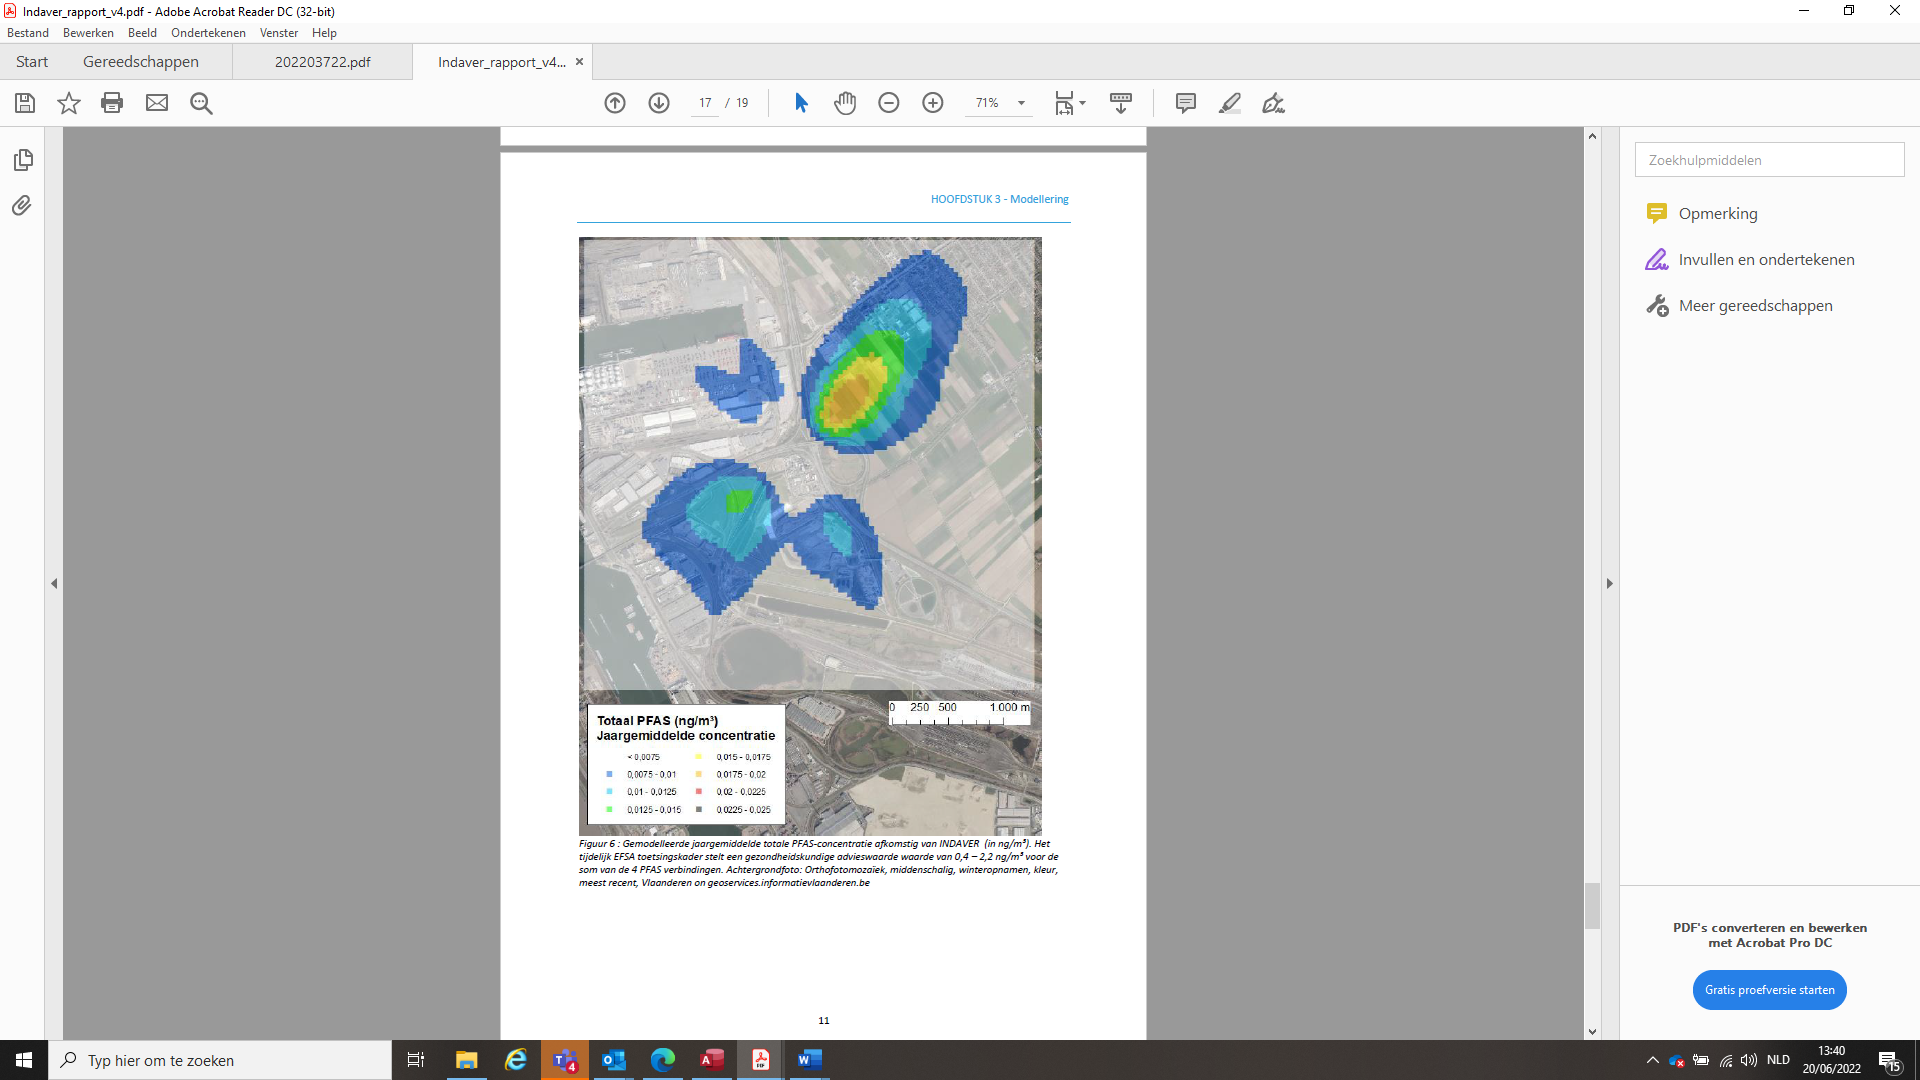 Indaver_rapport_v4.pdf - Adobe Acrobat Reader DC (32-bit)
Bestand Bewerken Beeld Ondertekenen Venster Help
Start Gereedschappen 202203722.pdf Indaver_rapport_v4... ×
17 / 19 71%
Zoekhulpmiddelen
Opmerking
Invullen en ondertekenen
Meer gereedschappen
HOOFDSTUK 3 - Modellering
0 250 500 1.000 m
Totaal PFAS (ng/m³)
Jaargemiddelde concentratie
< 0,0075 0,015 - 0,0175
0,0075 - 0,01 0,0175 - 0,02
0,01 - 0,0125 0,02 - 0,0225
0,0125 - 0,015 0,0225 - 0,025
Figuur 6 : Gemodelleerde jaargemiddelde totale PFAS-concentratie afkomstig van INDAVER (in ng/m³). Het
tijdelijk EFSA toetsingskader stelt een gezondheidskundige advieswaarde waarde van 0,4 – 2,2 ng/m³ voor de
som van de 4 PFAS verbindingen. Achtergrondfoto: Orthofotomozaïek, middenschalig, winteropnamen, kleur,
meest recent, Vlaanderen on geoservices.informatievlaanderen.be
11
PDF's converteren en bewerken
met Acrobat Pro DC
Gratis proefversie starten
Typ hier om te zoeken
4
NLD
13:40
20/06/2022
15